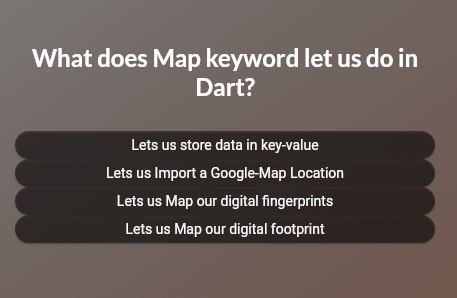 What does Map keyword let us do in
Dart?
Lets us store data in key-value
Lets us Import a Google-Map Location
Lets us Map our digital fingerprints
Lets us Map our digital footprint